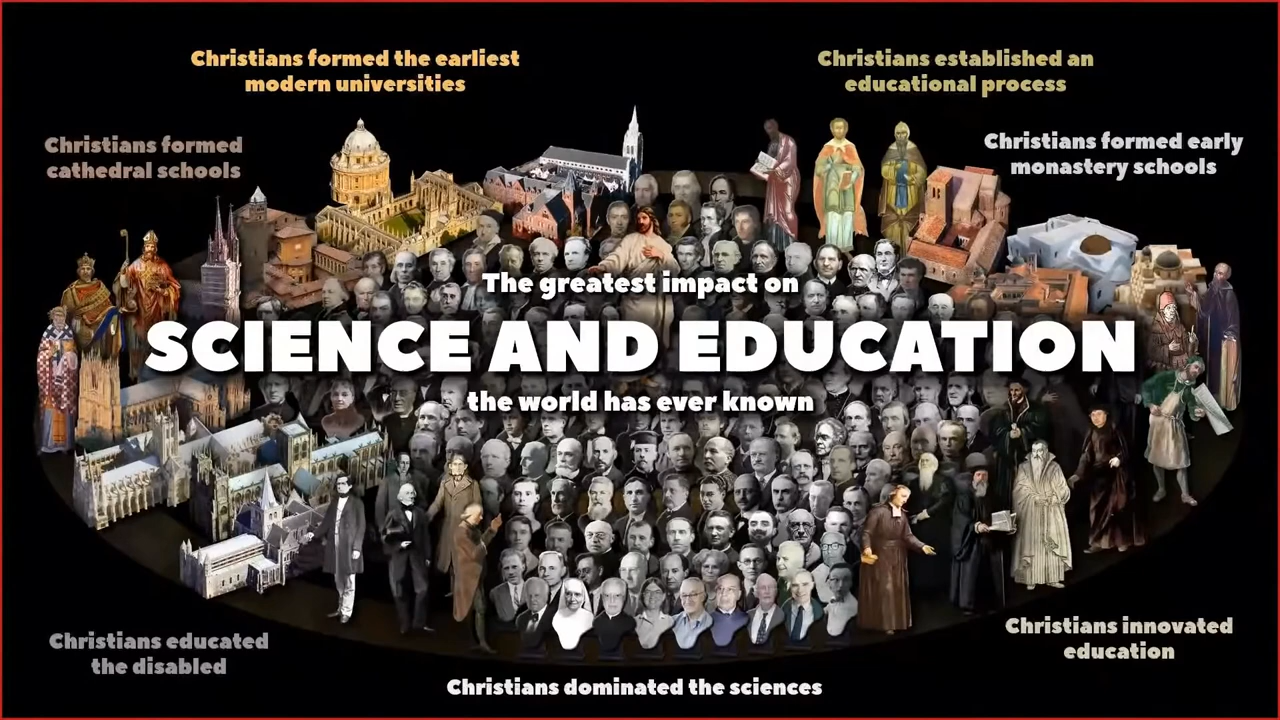 Christians formed the earliest
modern universities
Christians established an
educational process
Christians formed
cathedral schools
Christians formed early
monastery schools
The greatest impact on
SCIENCE AND EDUCATION
the world has ever known
Christians educated
the disabled
Christians innovated
education
Christians dominated the sciences